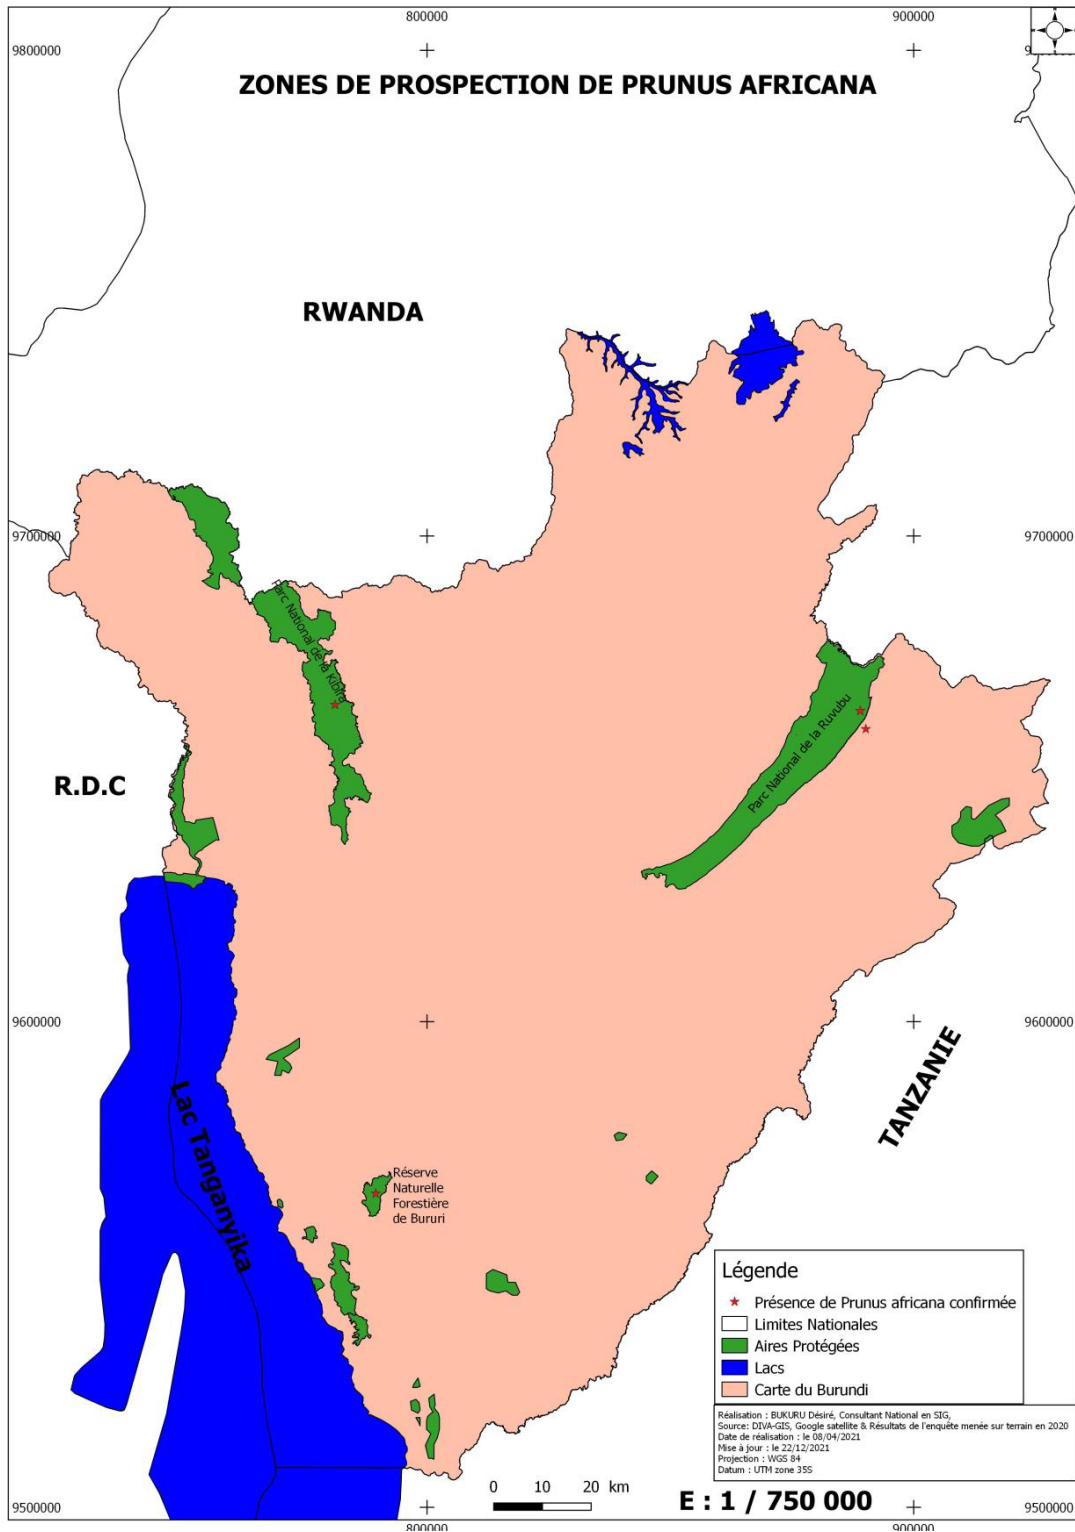 800000
900000
9800000
ZONES DE PROSPECTION DE PRUNUS AFRICANA
RWANDA
9700000
9700000
Parc National de la Kibira
Parc National de la Ruvubu
R.D.C
9600000
9600000
TANZANIE
Lac Tanganyika
Réserve
Naturelle
Forestière
de Bururi
Légende
Présence de Prunus africana confirmée
Limites Nationales
Aires Protégées
Lacs
Carte du Burundi
Réalisation : BUKURU Désiré, Consultant National en SIG,
Source: DIVA-GIS, Google satellite & Résultats de l'enquête menée sur terrain en 2020
Date de réalisation : le 08/04/2021
Mise à jour : le 22/12/2021
Projection : WGS 84
Datum : UTM zone 35S
0 10 20 km
E : 1 / 750 000
9500000
9500000
800000
900000